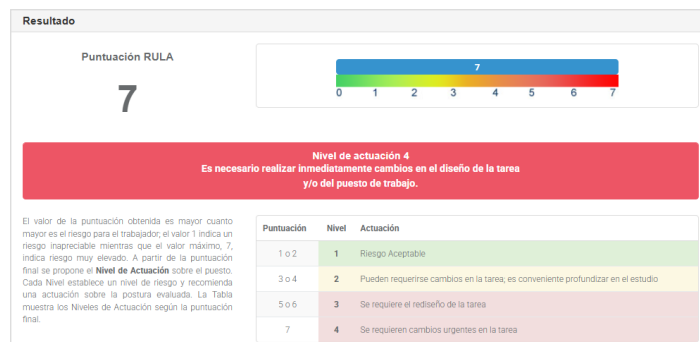 Resultado
Puntuación RULA
7
7
0 1 2 3 4 5 6 7
Nivel de actuación 4
Es necesario realizar inmediatamente cambios en el diseño de la tarea
y/o del puesto de trabajo.
El valor de la puntuación obtenida es mayor cuanto
mayor es el riesgo para el trabajador; el valor 1 indica un
riesgo inapreciable mientras que el valor máximo, 7,
indica riesgo muy elevado. A partir de la puntuación
final se propone el Nivel de Actuación sobre el puesto.
Cada Nivel establece un nivel de riesgo y recomienda
una actuación sobre la postura evaluada. La Tabla
muestra los Niveles de Actuación según la puntuación
final.
Puntuación Nivel Actuación
1 o 2 1 Riesgo Aceptable
3 o 4 2 Pueden requerirse cambios en la tarea; es conveniente profundizar en el estudio
5 o 6 3 Se requiere el rediseño de la tarea
7 4 Se requieren cambios urgentes en la tarea